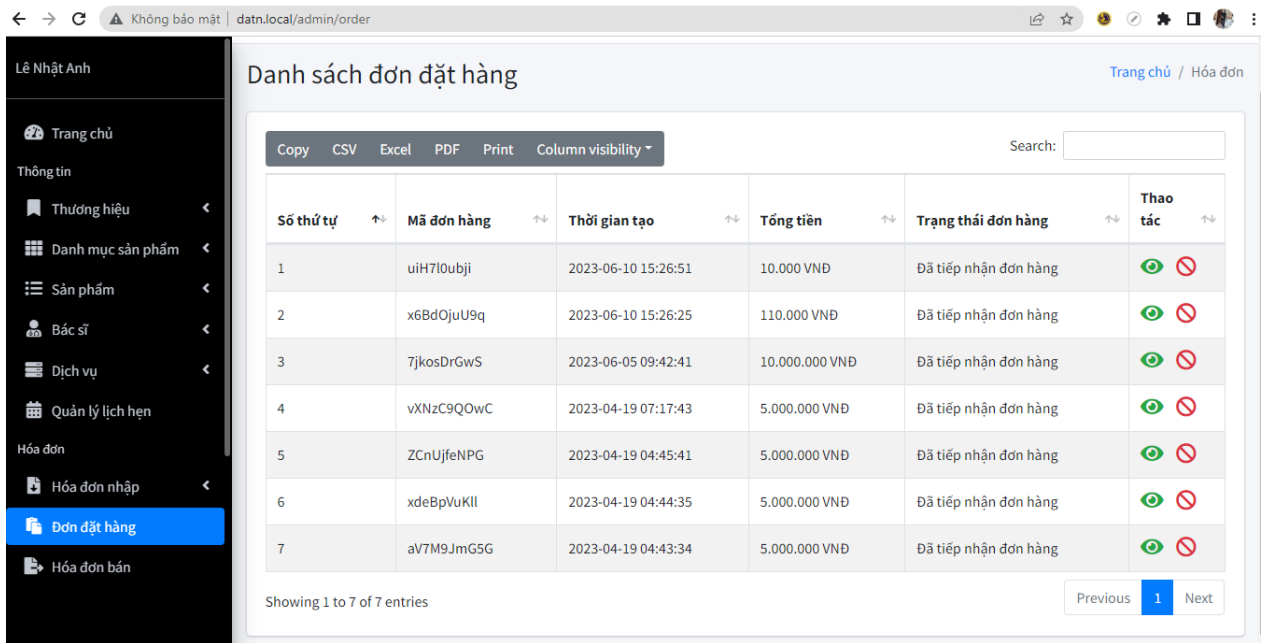 Không bảo mật | datn.local/admin/order
Lê Nhật Anh
Trang chủ
Thông tin
Thương hiệu
Danh mục sản phẩm
Sản phẩm
Bác sĩ
Dịch vụ
Quản lý lịch hẹn
Hóa đơn
Hóa đơn nhập
Đơn đặt hàng
Hóa đơn bán
Danh sách đơn đặt hàng
Trang chủ / Hóa đơn
Copy CSV Excel PDF Print Column visibility
Search:
Số thứ tự Mã đơn hàng Thời gian tạo Tổng tiền Trạng thái đơn hàng Thao tác
1 uiH7l0ubji 2023-06-10 15:26:51 10.000 VNĐ Đã tiếp nhận đơn hàng
2 x6BdOjuU9q 2023-06-10 15:26:25 110.000 VNĐ Đã tiếp nhận đơn hàng
3 7jkosDrGwS 2023-06-05 09:42:41 10.000.000 VNĐ Đã tiếp nhận đơn hàng
4 vXNzC9QOwC 2023-04-19 07:17:43 5.000.000 VNĐ Đã tiếp nhận đơn hàng
5 ZCnUjfeNPG 2023-04-19 04:45:41 5.000.000 VNĐ Đã tiếp nhận đơn hàng
6 xdeBpVuKll 2023-04-19 04:44:35 5.000.000 VNĐ Đã tiếp nhận đơn hàng
7 aV7M9JmG5G 2023-04-19 04:43:34 5.000.000 VNĐ Đã tiếp nhận đơn hàng
Showing 1 to 7 of 7 entries
Previous 1 Next